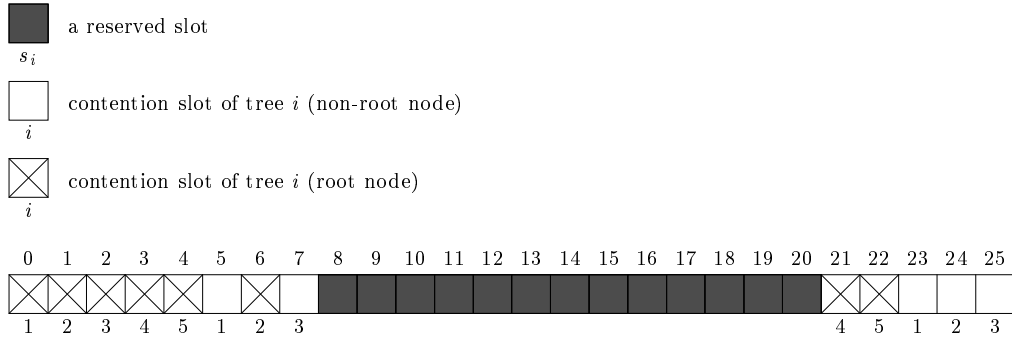 a reserved slot
s i
contention slot of tree i (non-root node)
i
contention slot of tree i (root node)
i
0 1 2 3 4 5 6 7 8 9 10 11 12 13 14 15 16 17 18 19 20 21 22 23 24 25
1 2 3 4 5 1 2 3 4 5 1 2 3